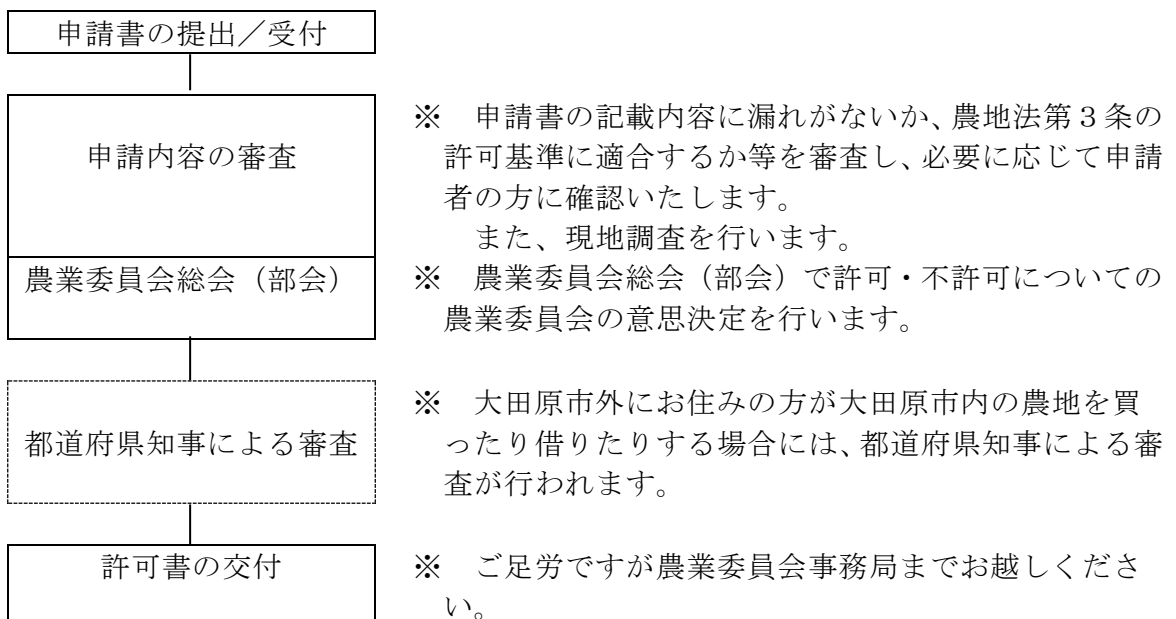 申請書の提出／受付
申請内容の審査
※　申請書の記載内容に漏れがないか、農地法第３条の
許可基準に適合するか等を審査し、必要に応じて申請
者の方に確認いたします。
また、現地調査を行います。
農業委員会総会（部会）
※　農業委員会総会（部会）で許可・不許可についての
農業委員会の意思決定を行います。
都道府県知事による審査
※　大田原市外にお住みの方が大田原市内の農地を買
ったり借りたりする場合には、都道府県知事による審
査が行われます。
許可書の交付
※　ご足労ですが農業委員会事務局までお越しくださ
い。